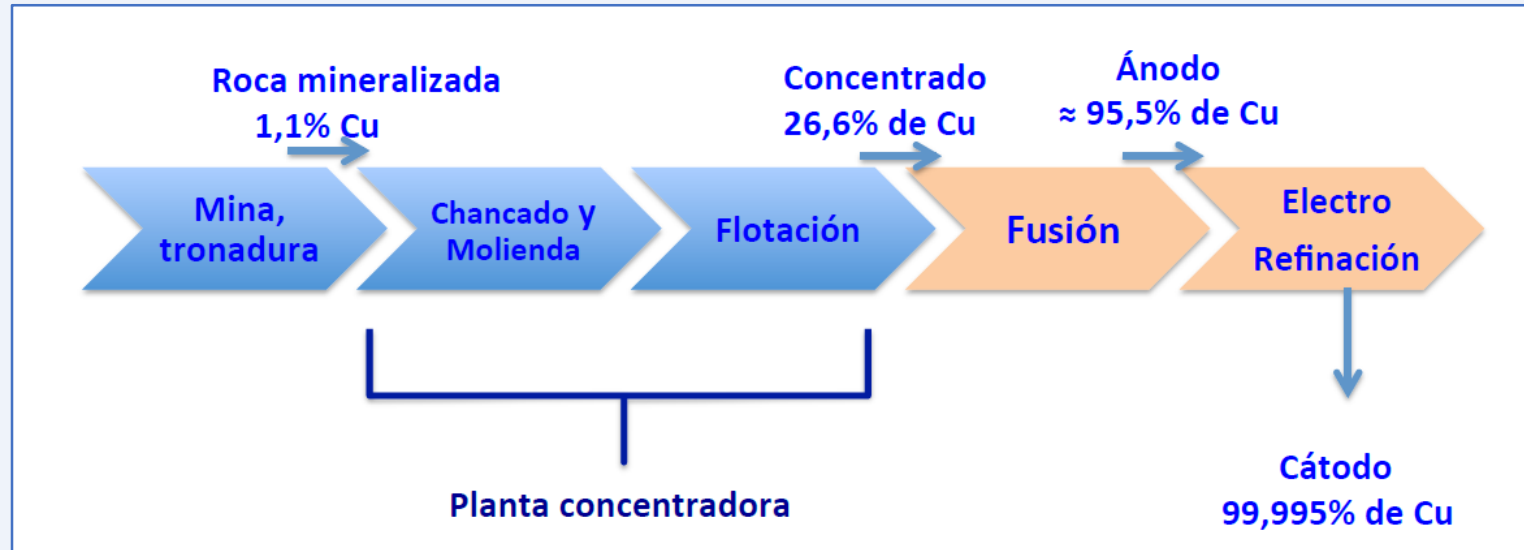 Roca mineralizada
1,1% Cu
Concentrado
26,6% de Cu
Ánodo
≈ 95,5% de Cu
Mina,
tronadura
Chancado y
Molienda
Flotación
Fusión
Electro
Refinación
Planta concentradora
Cátodo
99,995% de Cu